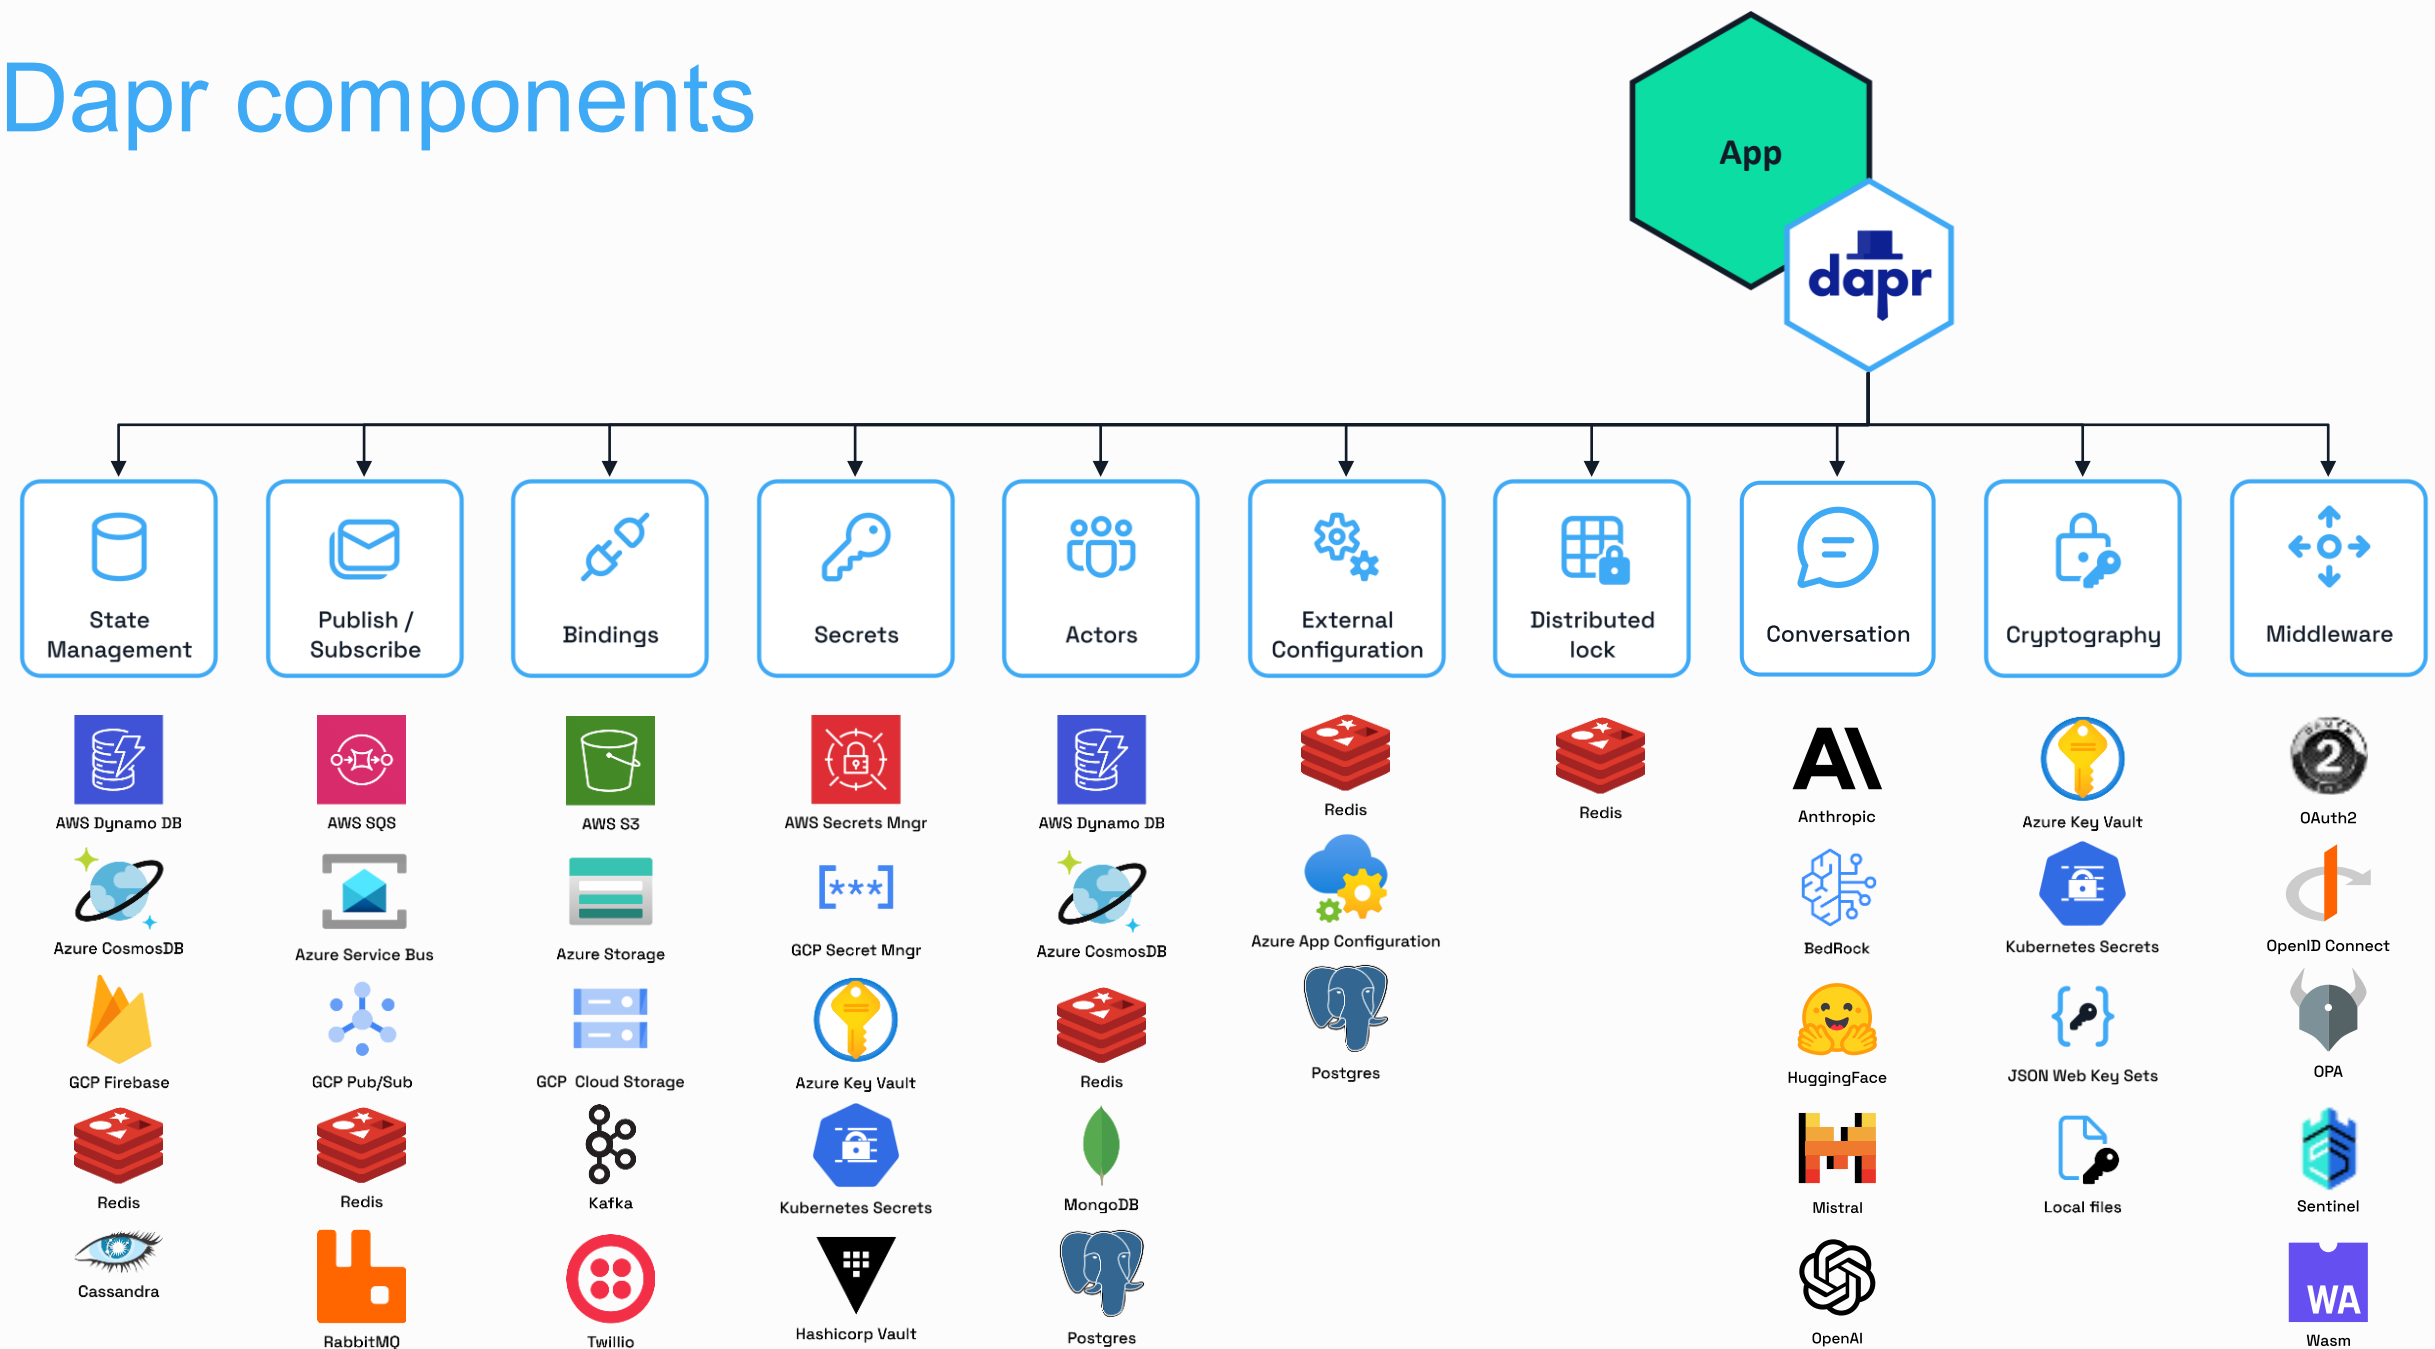 Dapr components
App
dapr
State
Management
Publish /
Subscribe
Bindings
Secrets
Actors
External
Configuration
Distributed
lock
Conversation
Cryptography
Middleware
AWS Dynamo DB
Azure CosmosDB
GCP Firebase
Redis
Cassandra
AWS SQS
Azure Service Bus
GCP Pub/Sub
Redis
RabbitMQ
AWS S3
Azure Storage
GCP Cloud Storage
Kafka
Twillio
AWS Secrets Mngr
[***]
GCP Secret Mngr
Azure Key Vault
Kubernetes Secrets
Hashicorp Vault
AWS Dynamo DB
Azure CosmosDB
Redis
MongoDB
Postgres
Redis
Azure App Configuration
Postgres
Redis
A\
Anthropic
BedRock
HuggingFace
Mistral
OpenAI
Azure Key Vault
Kubernetes Secrets
JSON Web Key Sets
Local files
2
OAuth2
OpenID Connect
OPA
Sentinel
WA
Wasm